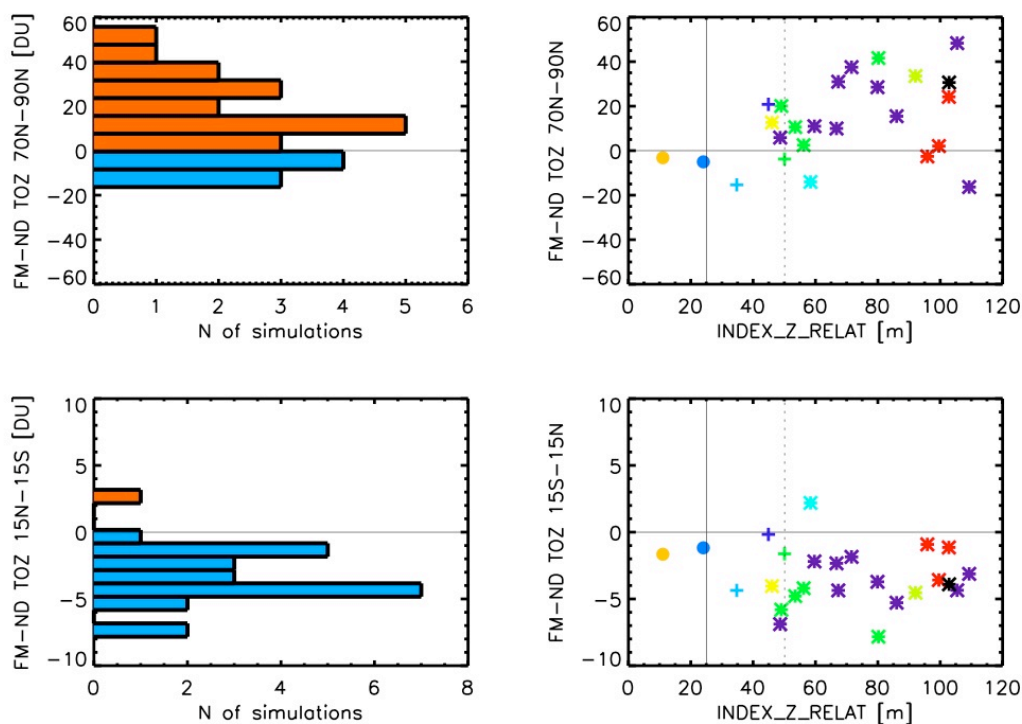 FM-ND TOZ 70N-90N [DU]
60
40
20
0
-20
-40
-60
0 1 2 3 4 5 6
N of simulations
FM-ND TOZ 70N-90N
60
40
20
0
-20
-40
-60
0 20 40 60 80 100 120
INDEX_Z_RELAT [m]
FM-ND TOZ 15N-15S [DU]
10
5
0
-5
-10
0 1 2 3 4 5 6 7 8
N of simulations
FM-ND TOZ 15S-15N
10
5
0
-5
-10
0 20 40 60 80 100 120
INDEX_Z_RELAT [m]